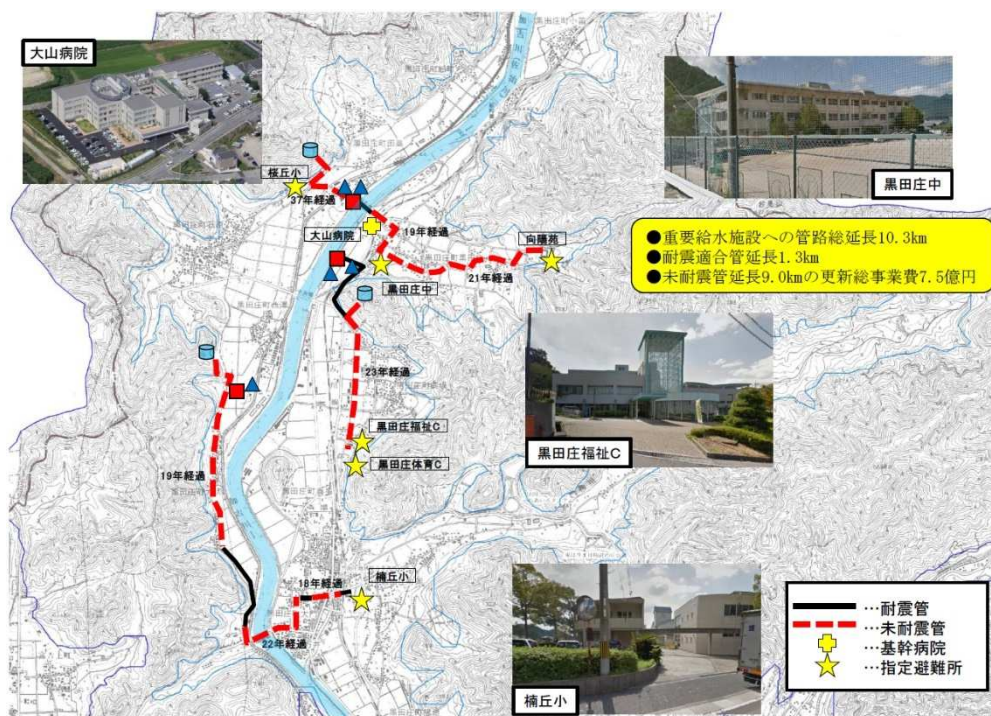 大山病院
黒田庄中
桜丘小
37年経過
大山病院
19年経過
向陽苑
21年経過
黒田庄中
●重要給水施設への管路総延長10.3km
●耐震適合管延長1.3km
●未耐震管延長9.0kmの更新総事業費7.5億円
23年経過
黒田庄福祉C
黒田庄体育C
黒田庄福祉C
19年経過
18年経過
楠丘小
22年経過
楠丘小
…耐震管
…未耐震管
…基幹病院
…指定避難所